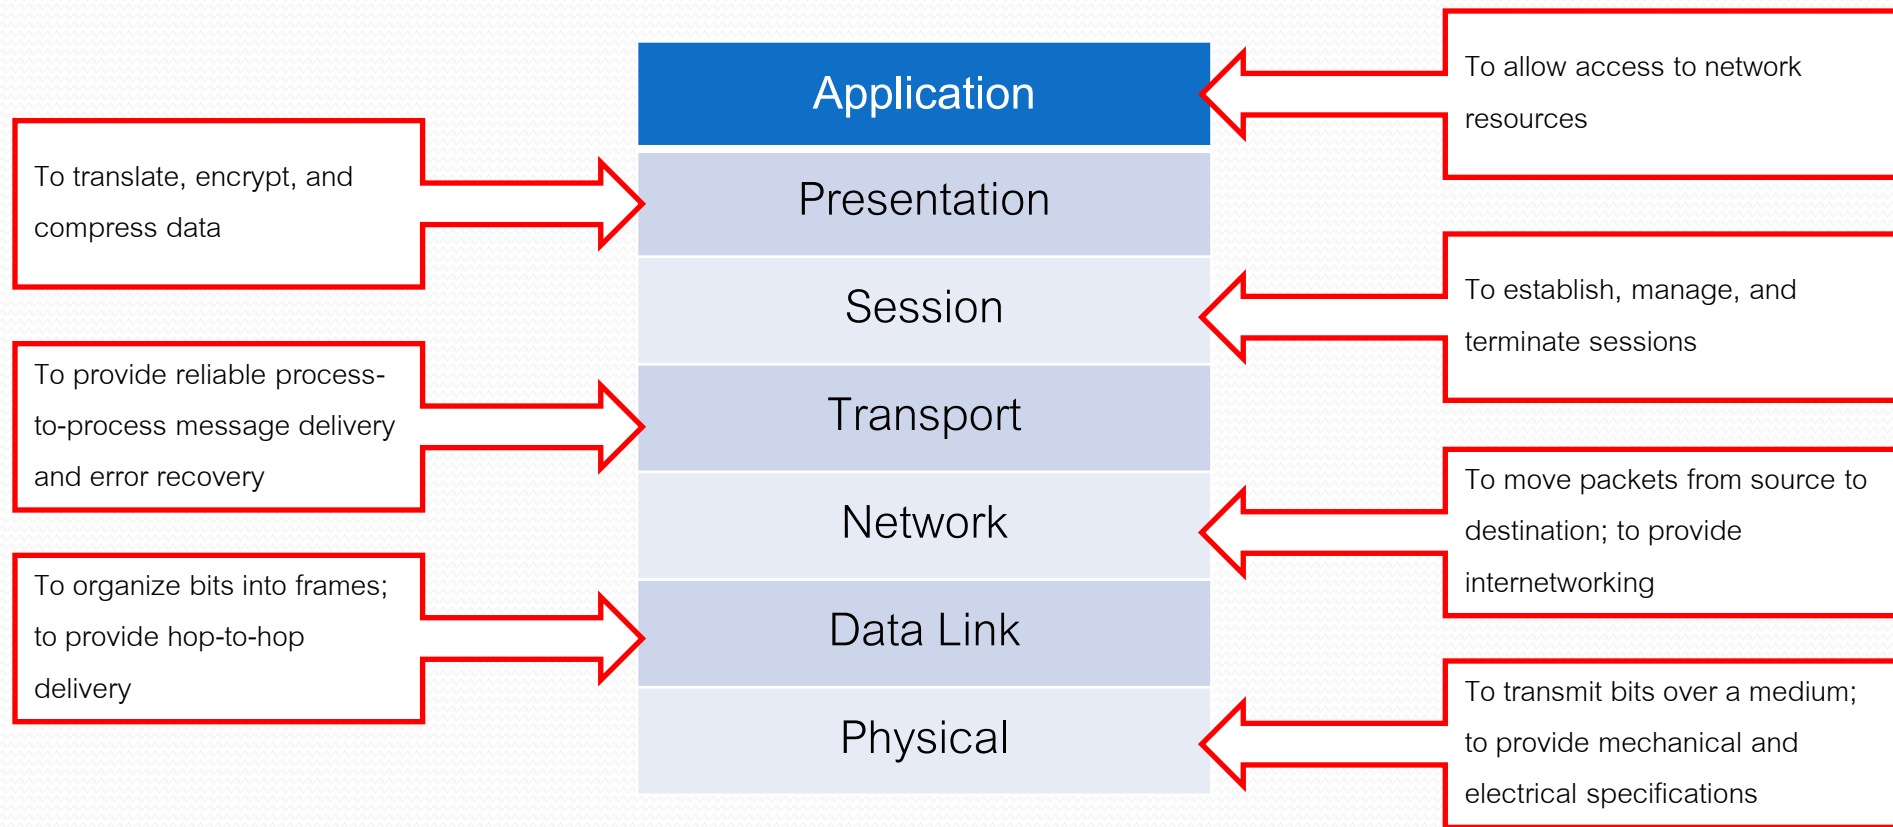 Application
To allow access to network
resources
To translate, encrypt, and
compress data
Presentation
Session
To establish, manage, and
terminate sessions
To provide reliable process-
to-process message delivery
and error recovery
Transport
Network
To move packets from source to
destination; to provide
internetworking
To organize bits into frames;
to provide hop-to-hop
delivery
Data Link
Physical
To transmit bits over a medium;
to provide mechanical and
electrical specifications